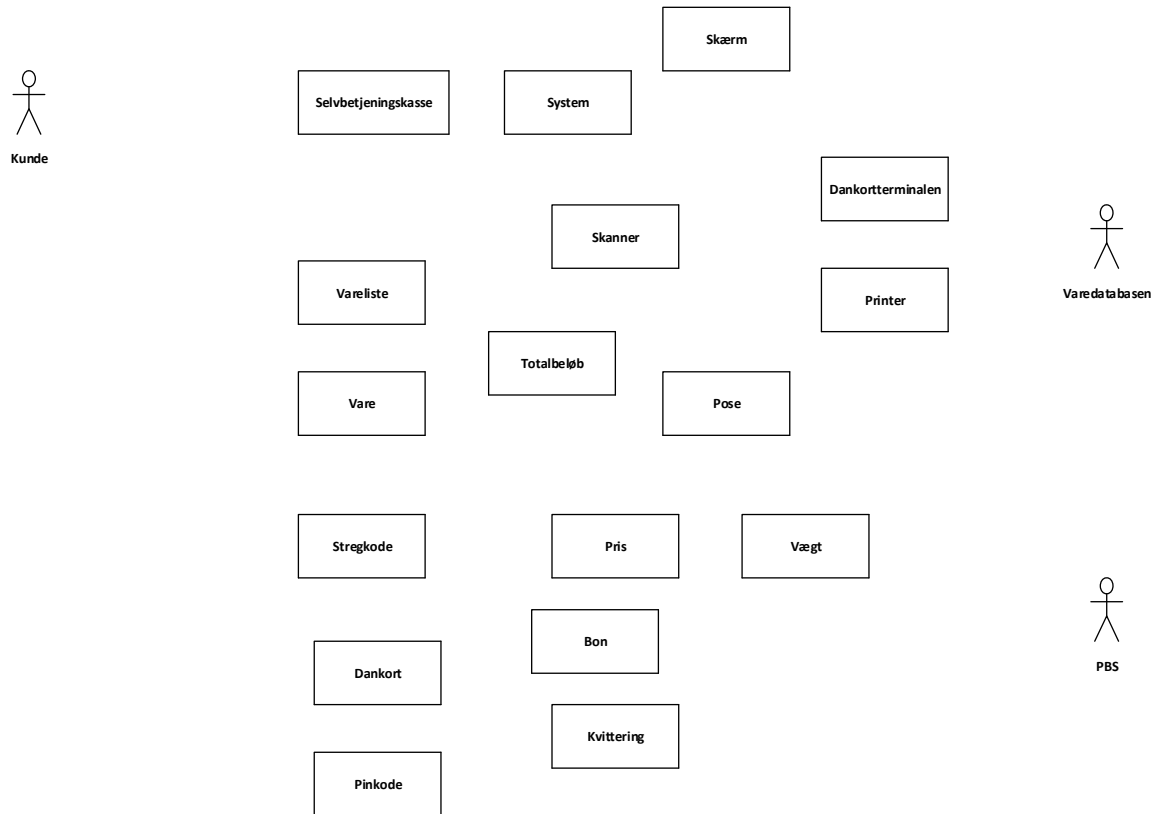 Skærm
Selvbetjeningskasse
System
Kunde
Dankortterminalen
Skanner
Vareliste
Printer
Varedatabasen
Totalbeløb
Vare
Pose
Stregkode
Pris
Vægt
Bon
Dankort
PBS
Kvittering
Pinkode